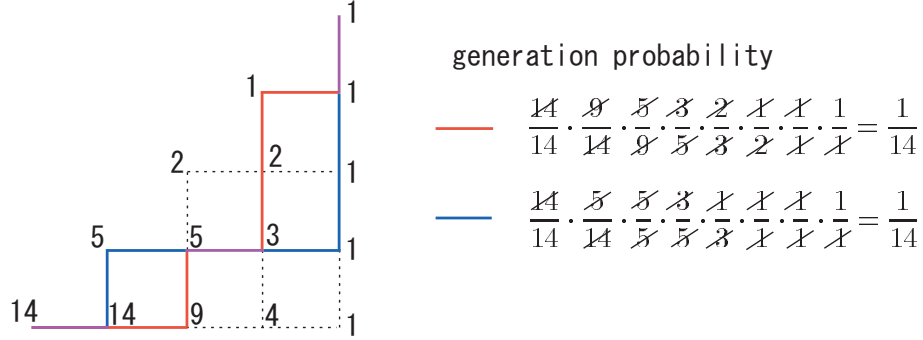 1
1 1
2 2 1
5 5 3 1
14 14 9 4 1
generation probability
14/14 · 9/14 · 5/9 · 3/5 · 2/3 · 1/2 · 1/1 · 1/1 = 1/14
14/14 · 5/14 · 5/5 · 3/5 · 1/3 · 1/1 · 1/1 · 1/1 = 1/14